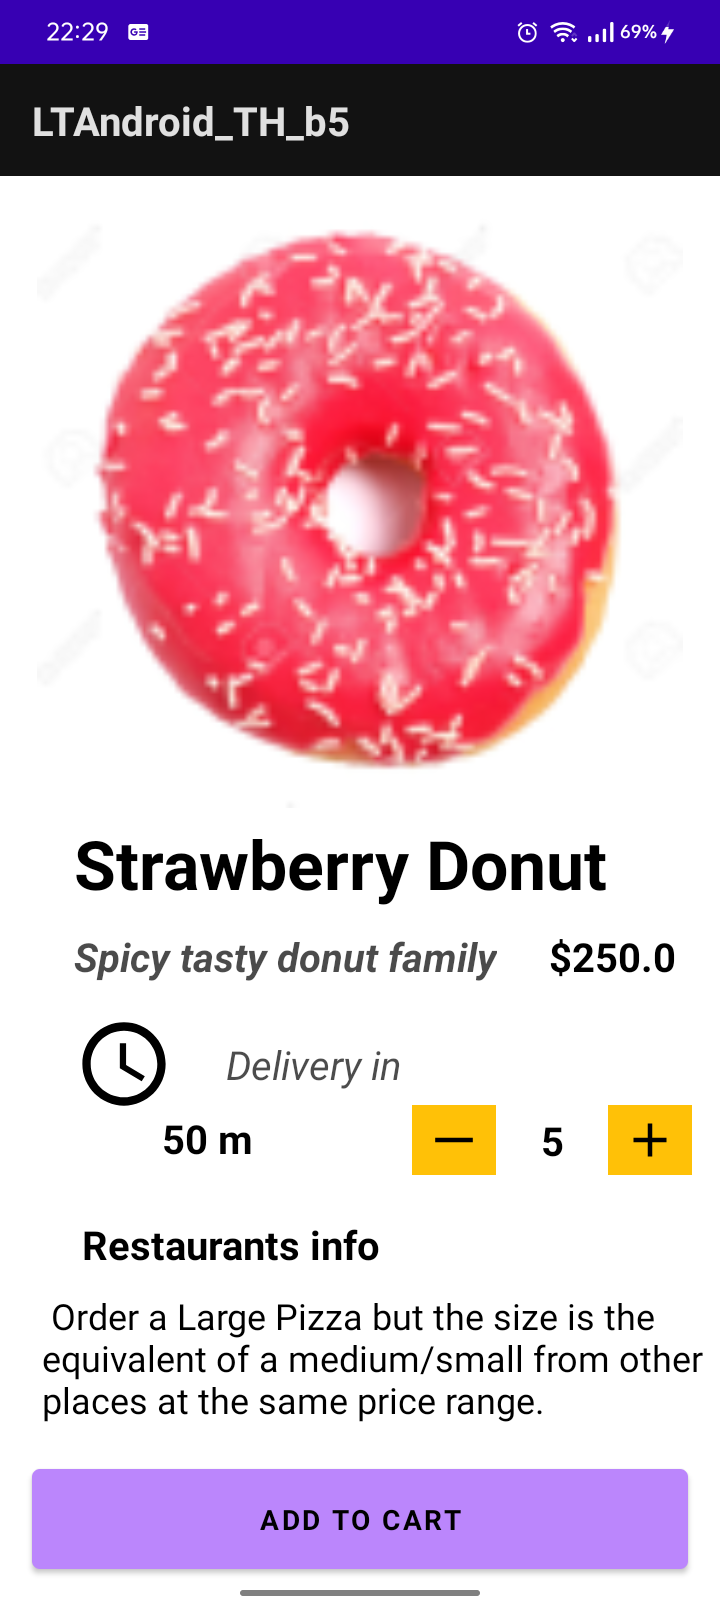 22:29 GE 69%
LTAndroid_TH_b5
Strawberry Donut
Spicy tasty donut family $250.0
Delivery in
50 m 5
Restaurants info
Order a Large Pizza but the size is the
equivalent of a medium/small from other
places at the same price range.
ADD TO CART